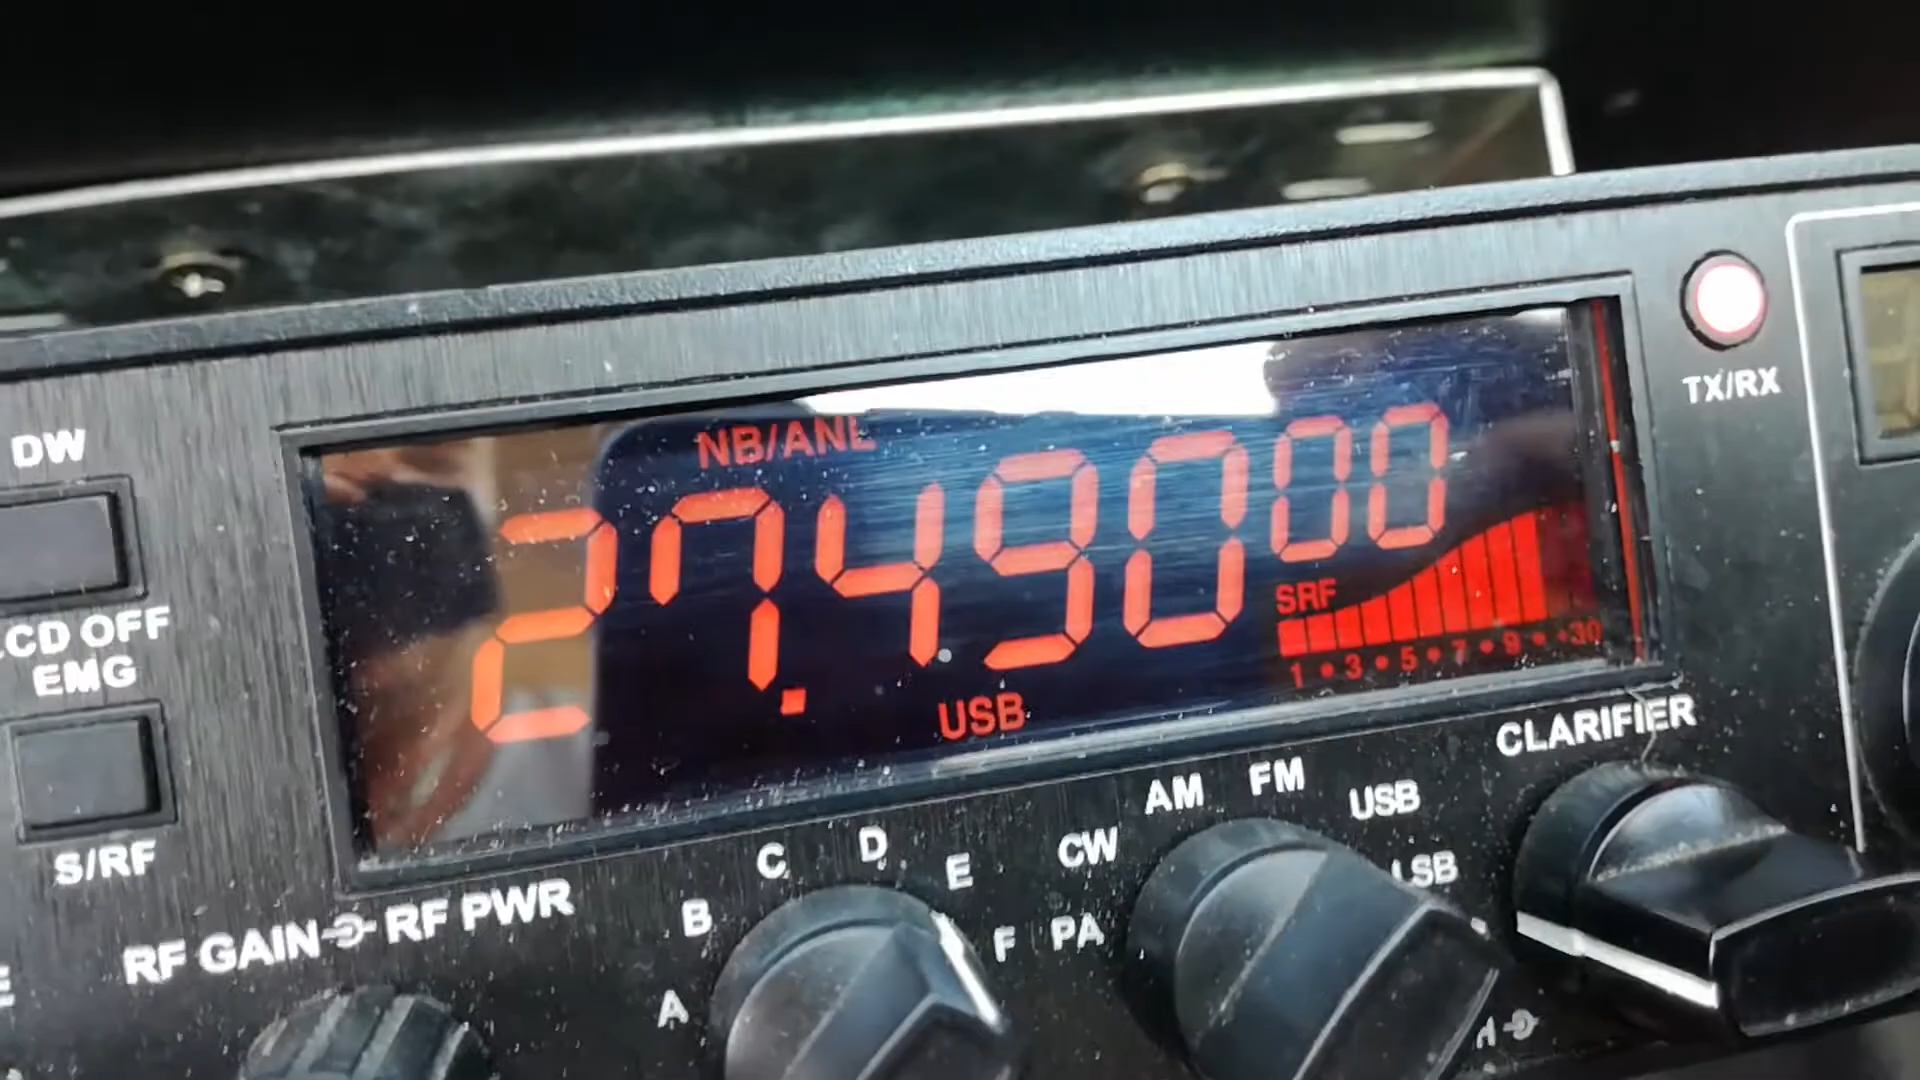 DW
NB/ANL
27.49000
TX/RX
LCD OFF
EMG
SRF
1 • 3 • 5 • 7 • 9 • +30
USB
S/RF
CLARIFIER
RF GAIN RF PWR
A
B
C
D
E
F
PA
CW
AM
FM
USB
LSB